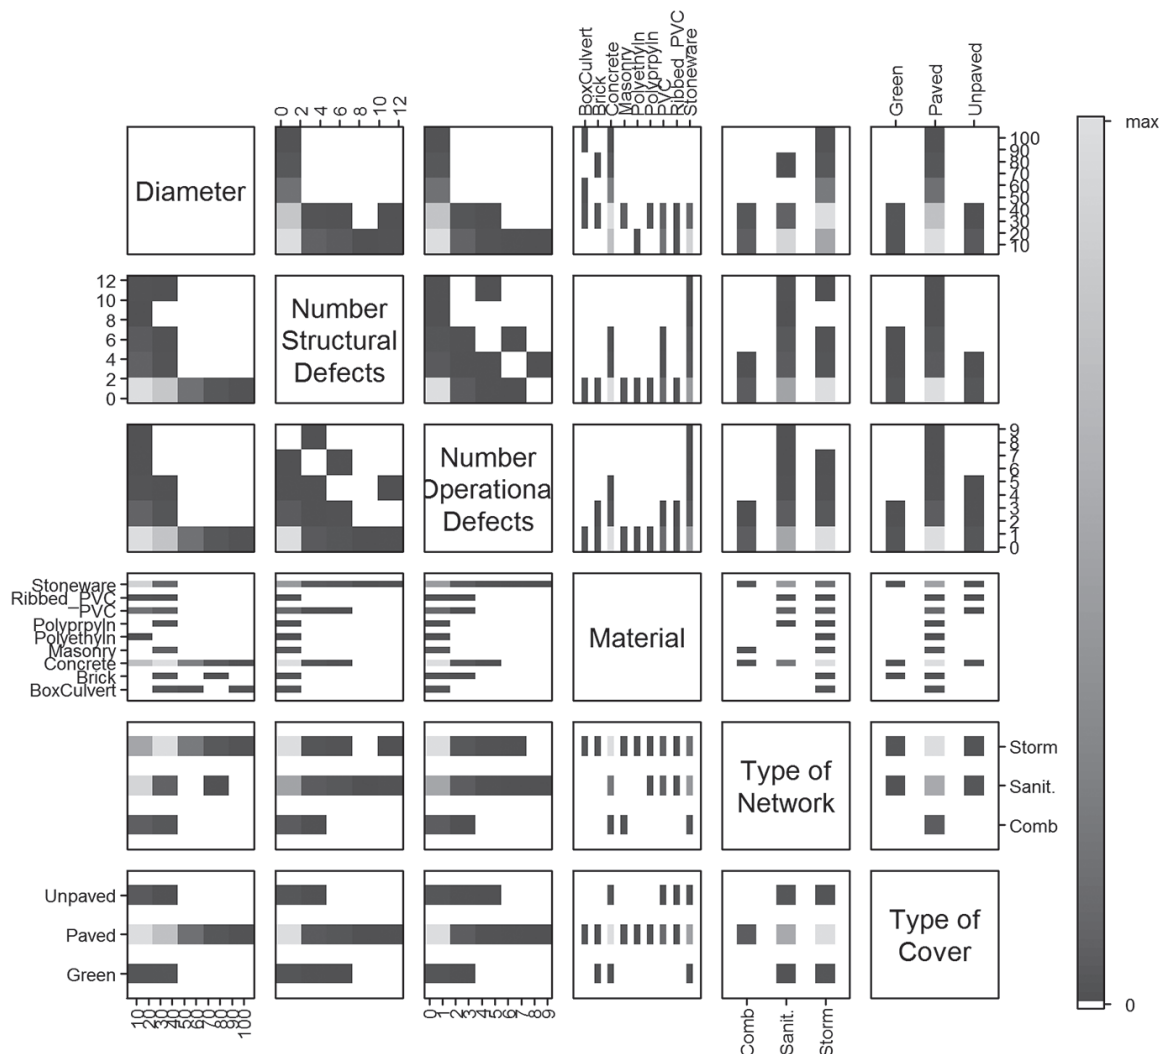 BoxCulvert
Brick
Concrete
Masonry
Polyethyln
Polyprpyln
PVC
Ribbed_PVC
Stoneware
0 2 4 6 8 10 12
Green
Paved
Unpaved
max
Diameter
100
90
80
70
60
50
40
30
20
10
12
10
8
6
4
2
0
Number
Structural
Defects
Number
Operational
Defects
9
8
7
6
5
4
3
2
1
0
Stoneware
Ribbed_PVC
PVC
Polyprpyln
Polyethyln
Masonry
Concrete
Brick
BoxCulvert
Material
Type of
Network
Storm
Sanit.
Comb
Unpaved
Paved
Green
Type of
Cover
0
10 20 30 40 50 60 70 80 90 100
0 1 2 3 4 5 6 7 8 9
Comb
Sanit.
Storm